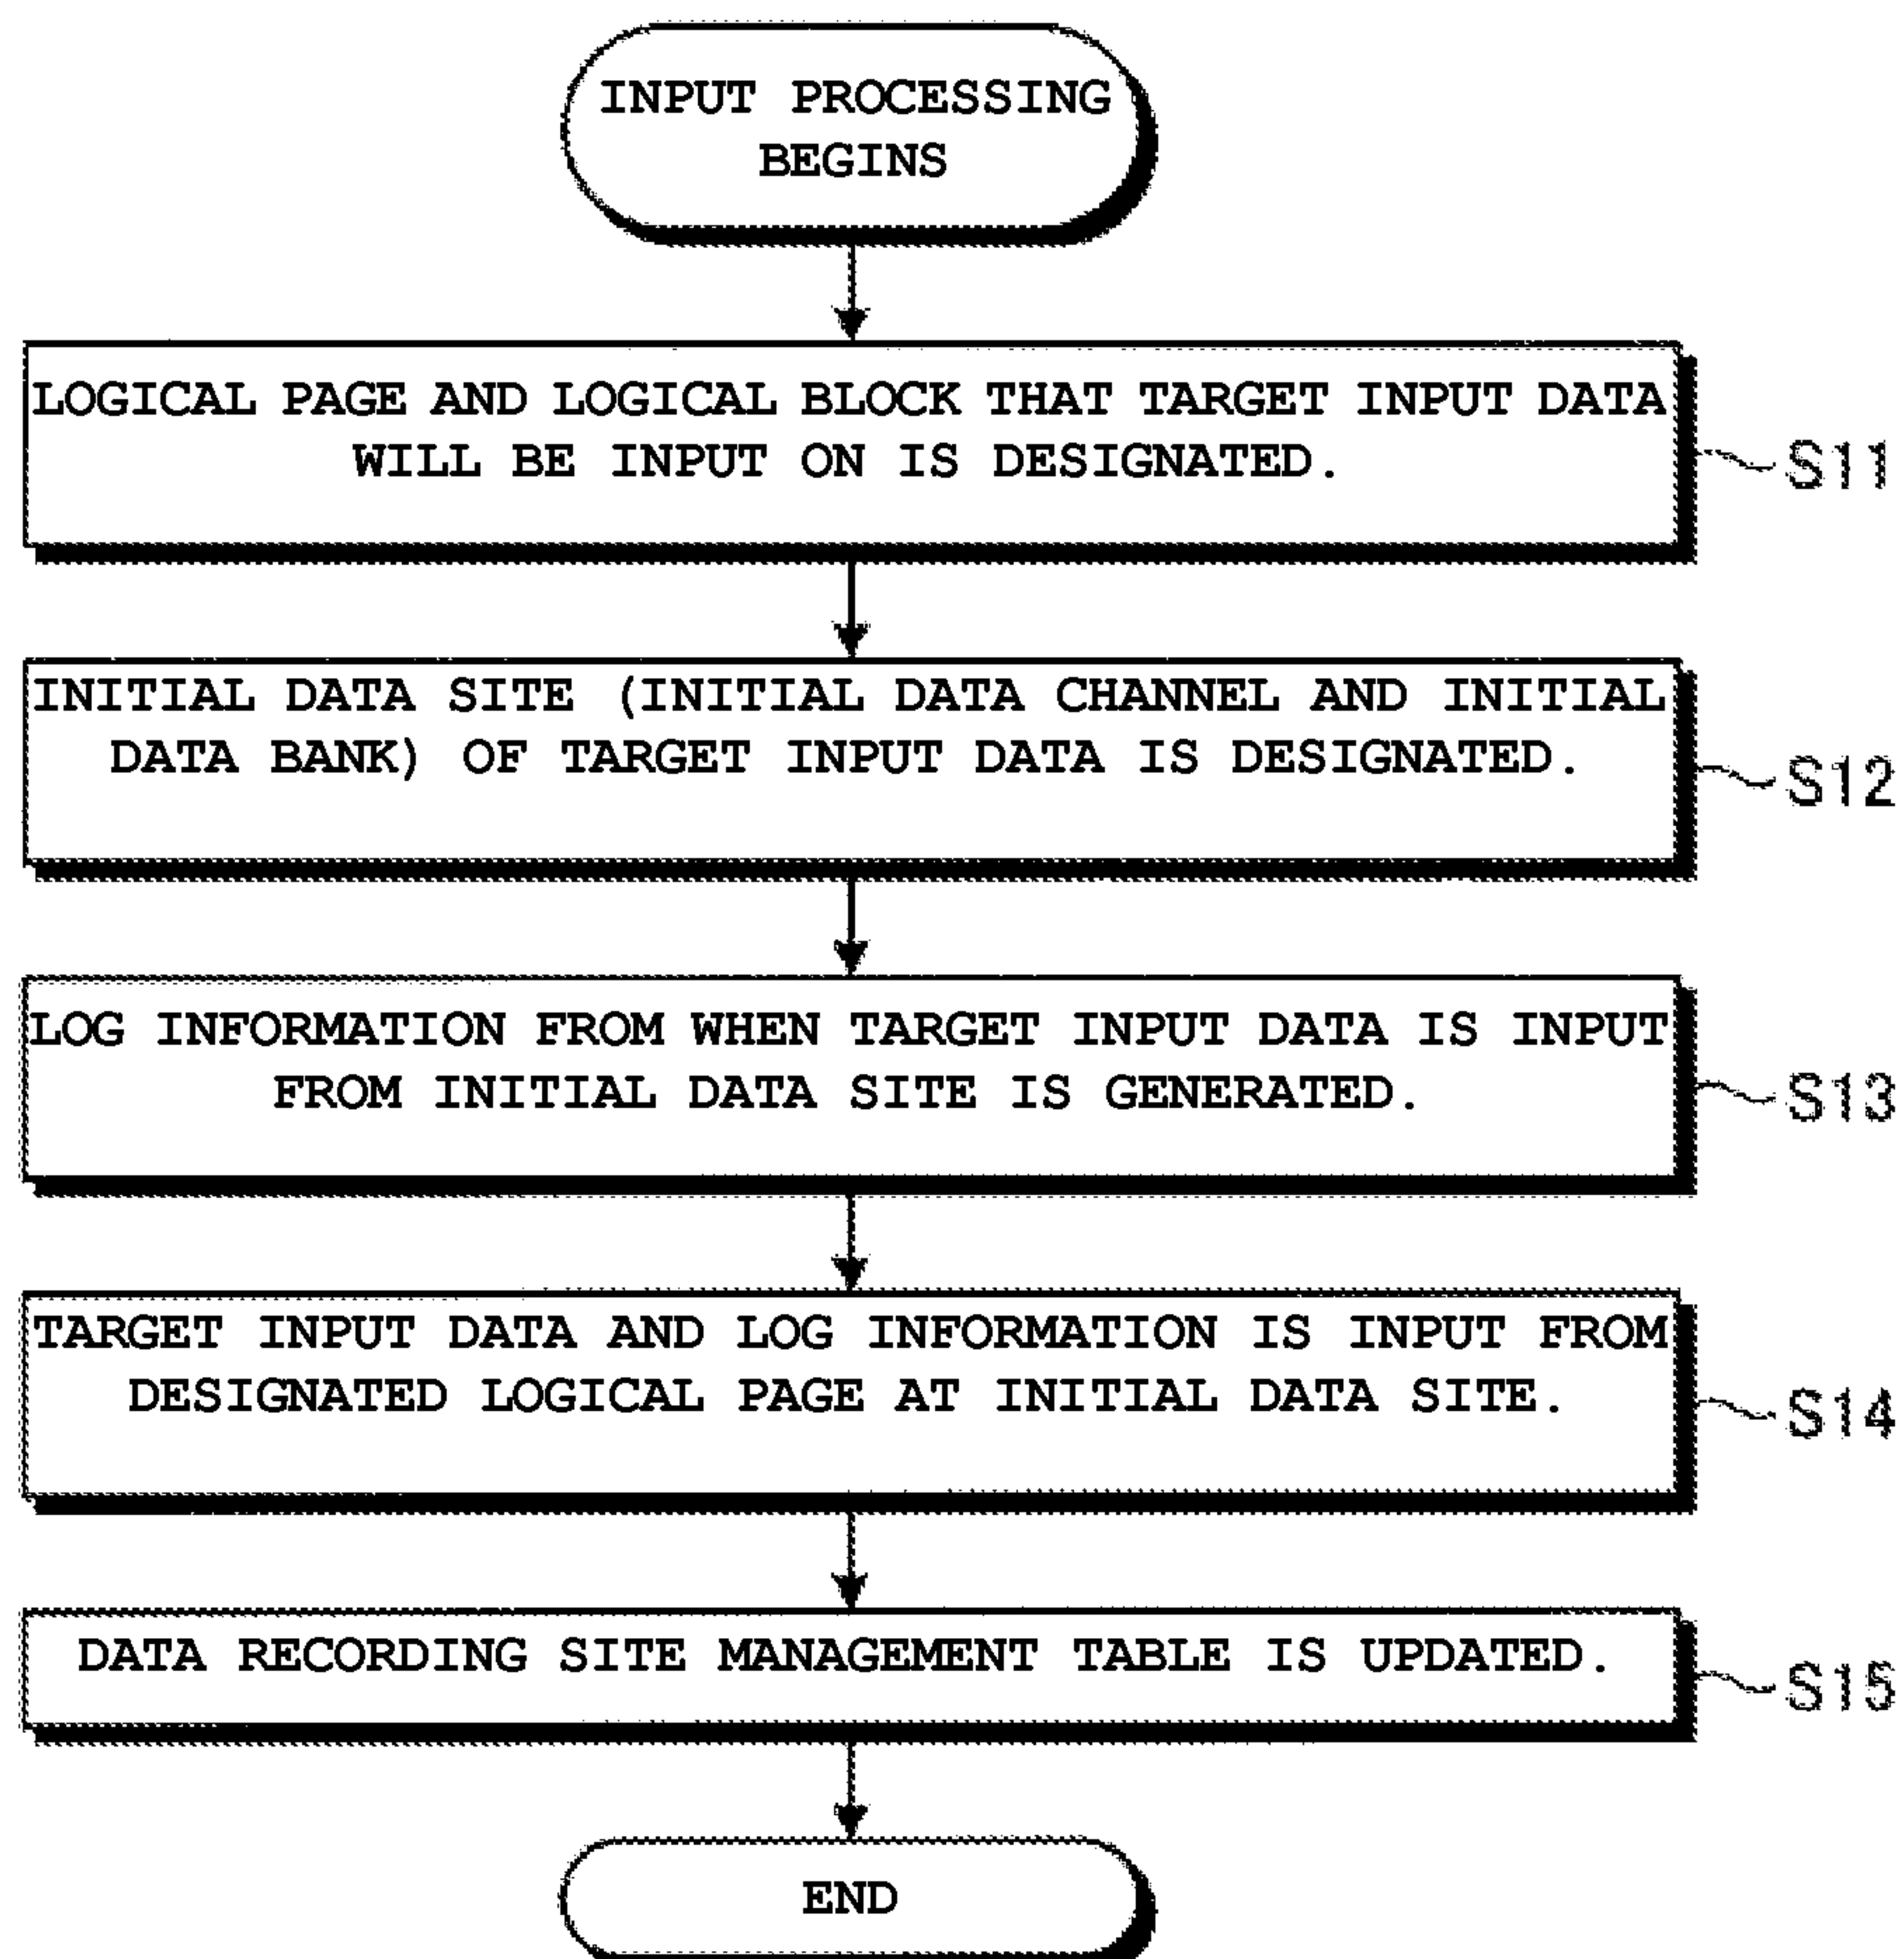 INPUT PROCESSING
BEGINS
LOGICAL PAGE AND LOGICAL BLOCK THAT TARGET INPUT DATA
WILL BE INPUT ON IS DESIGNATED.
S11
INITIAL DATA SITE (INITIAL DATA CHANNEL AND INITIAL
DATA BANK) OF TARGET INPUT DATA IS DESIGNATED.
S12
LOG INFORMATION FROM WHEN TARGET INPUT DATA IS INPUT
FROM INITIAL DATA SITE IS GENERATED.
S13
TARGET INPUT DATA AND LOG INFORMATION IS INPUT FROM
DESIGNATED LOGICAL PAGE AT INITIAL DATA SITE.
S14
DATA RECORDING SITE MANAGEMENT TABLE IS UPDATED.
S15
END